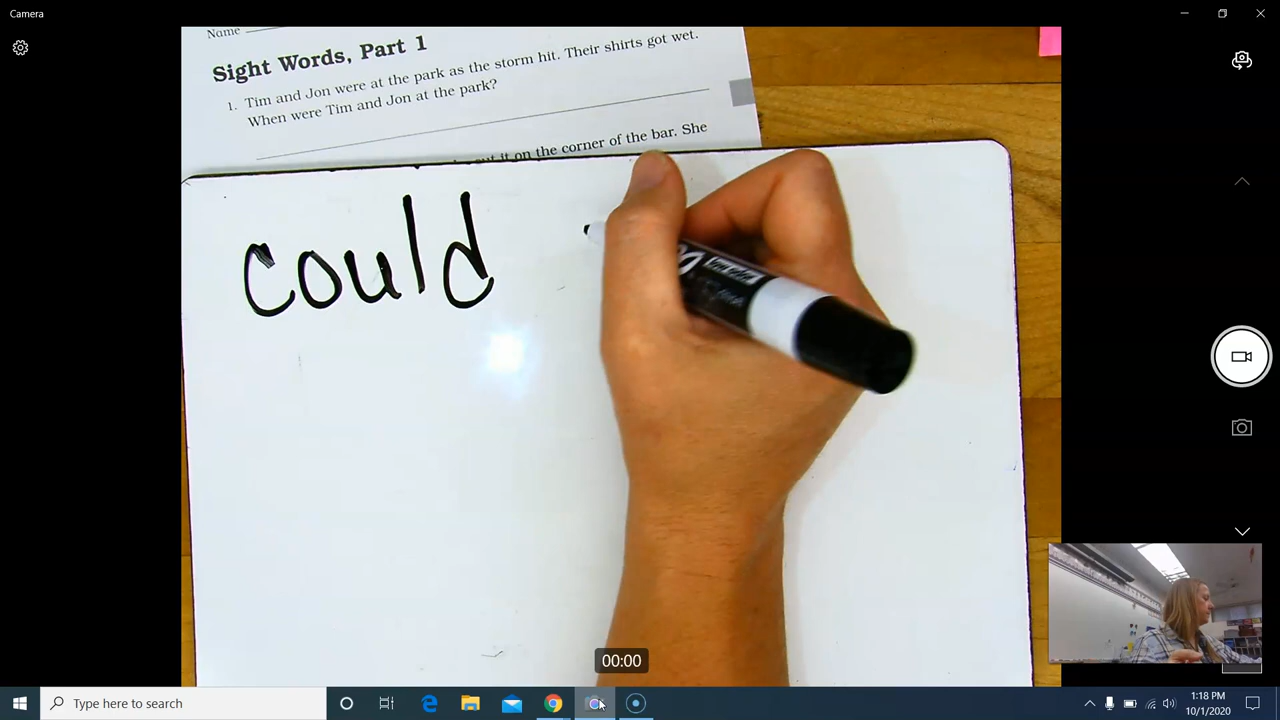 Camera
Name
Sight Words, Part 1
1. Tim and Jon were at the park as the storm hit. Their shirts got wet.
When were Tim and Jon at the park?
it on the corner of the bar. She
could
00:00
Type here to search
1:18 PM
10/1/2020